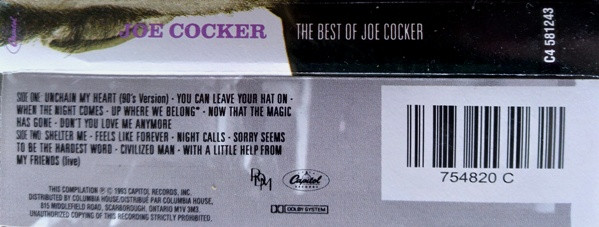 Capitol
JOE COCKER
THE BEST OF JOE COCKER
C4 581243
SIDE ONE: UNCHAIN MY HEART (90's Version) - YOU CAN LEAVE YOUR HAT ON -
WHEN THE NIGHT COMES - UP WHERE WE BELONG* - NOW THAT THE MAGIC
HAS GONE - DON'T YOU LOVE ME ANYMORE
SIDE TWO: SHELTER ME - FEELS LIKE FOREVER - NIGHT CALLS - SORRY SEEMS
TO BE THE HARDEST WORD - CIVILIZED MAN - WITH A LITTLE HELP FROM
MY FRIENDS (live)
THIS COMPILATION ℗ © 1993 CAPITOL RECORDS, INC.
DISTRIBUTED BY COLUMBIA HOUSE/DISTRIBUÉ PAR COLUMBIA HOUSE,
815 MIDDLEFIELD ROAD, SCARBOROUGH, ONTARIO M1V 3M3.
UNAUTHORIZED COPYING OF THIS RECORDING STRICTLY PROHIBITED.
Capitol
RECORDS
DOLBY SYSTEM
754820 C